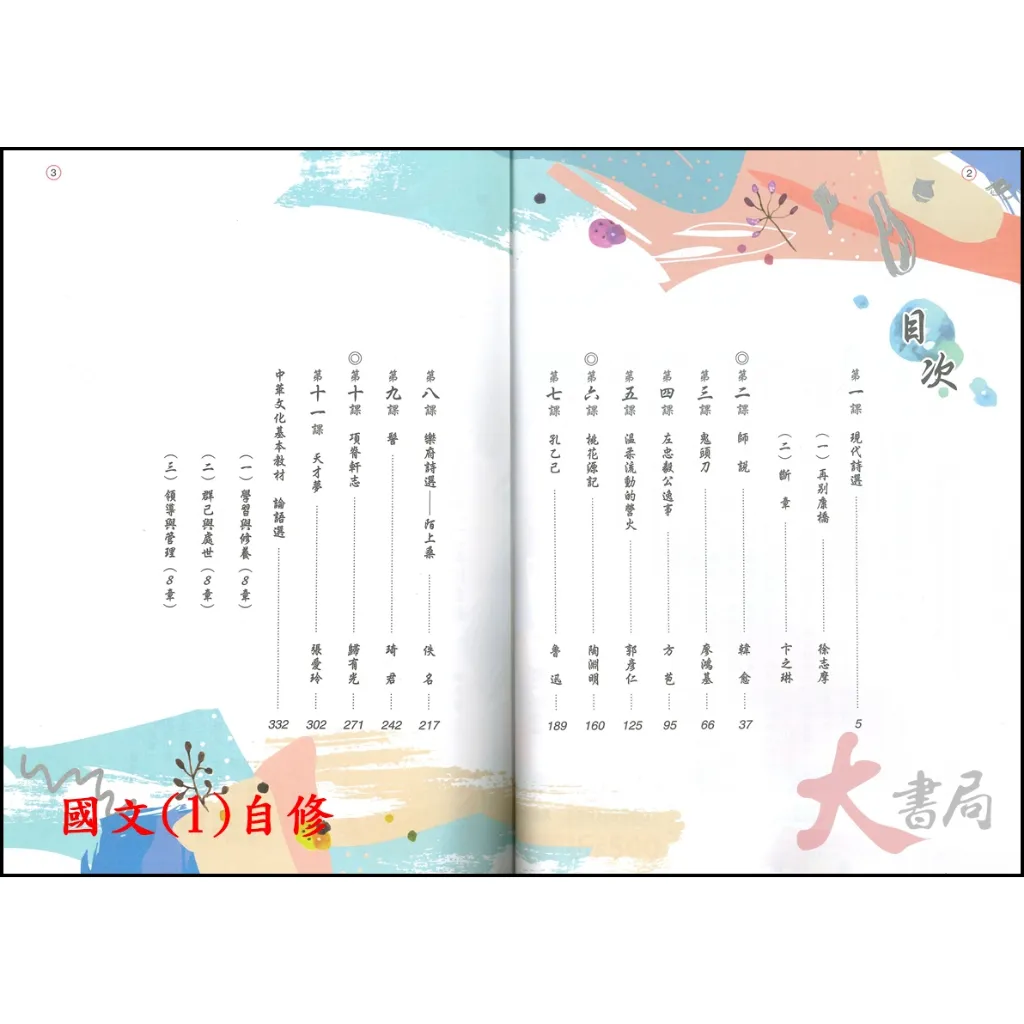 2
目次
第一課 現代詩選 5
(一)再別康橋 徐志摩
(二)斷章 卞之琳
◎第二課 師說 韓愈 37
第三課 鬼頭刀 廖鴻基 66
第四課 左忠毅公逸事 方苞 95
第五課 溫柔流動的螢火 郭彥仁 125
◎第六課 桃花源記 陶淵明 160
第七課 孔乙己 魯迅 189
3
第八課 樂府詩選——陌上桑 佚名 217
第九課 髻 琦君 242
◎第十課 項脊軒志 歸有光 271
第十一課 天才夢 張愛玲 302
中華文化基本教材 論語選 332
(一)學習與修養(8章)
(二)群己與處世(8章)
(三)領導與管理(8章)
國文(1)自修
大書局